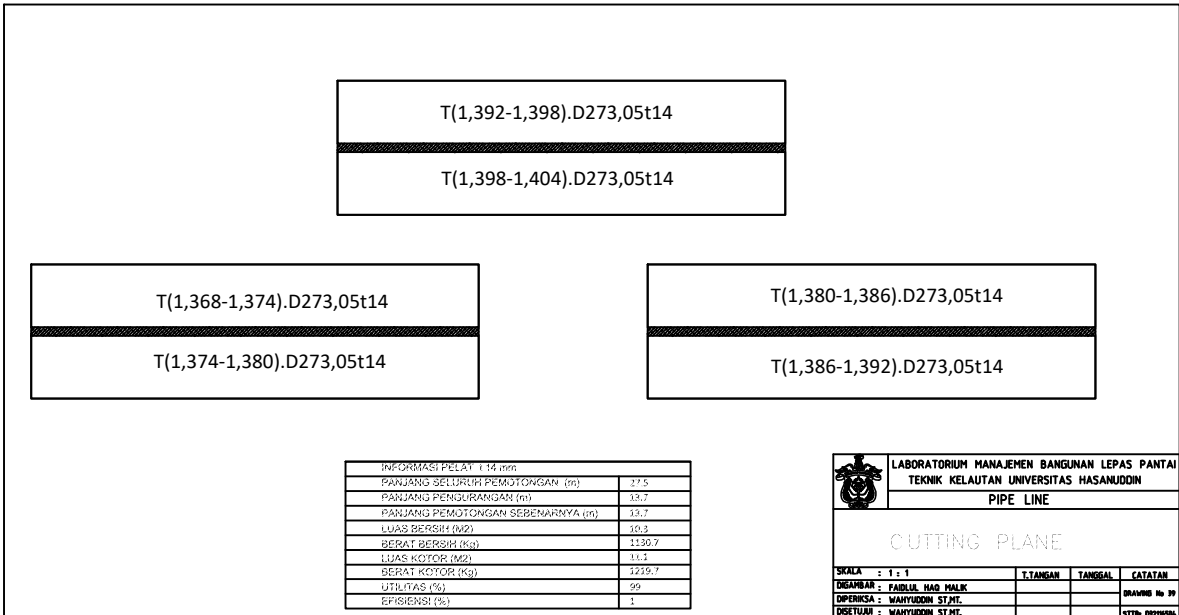 T(1,392-1,398).D273,05t14
T(1,398-1,404).D273,05t14
T(1,368-1,374).D273,05t14
T(1,374-1,380).D273,05t14
T(1,380-1,386).D273,05t14
T(1,386-1,392).D273,05t14
INFORMASI PELAT t 14 mm
PANJANG SELURUH PEMOTONGAN (m) 27.5
PANJANG PENGURANGAN (m) 13.7
PANJANG PEMOTONGAN SEBENARNYA (m) 13.7
LUAS BERSIH (M2) 10.3
BERAT BERSIH (Kg) 1130.7
LUAS KOTOR (M2) 11.1
BERAT KOTOR (Kg) 1219.7
UTILITAS (%) 99
EFISIENSI (%) 1
LABORATORIUM MANAJEMEN BANGUNAN LEPAS PANTAI
TEKNIK KELAUTAN UNIVERSITAS HASANUDDIN
PIPE LINE
CUTTING PLANE
SKALA : 1 : 1 T.TANGAN TANGGAL CATATAN
DIGAMBAR : FAIDLUL HAQ MALIK
DRAWING No 39
DIPERIKSA : WAHYUDDIN ST,MT.
DISETUJUI : WAHYUDDIN ST,MT.